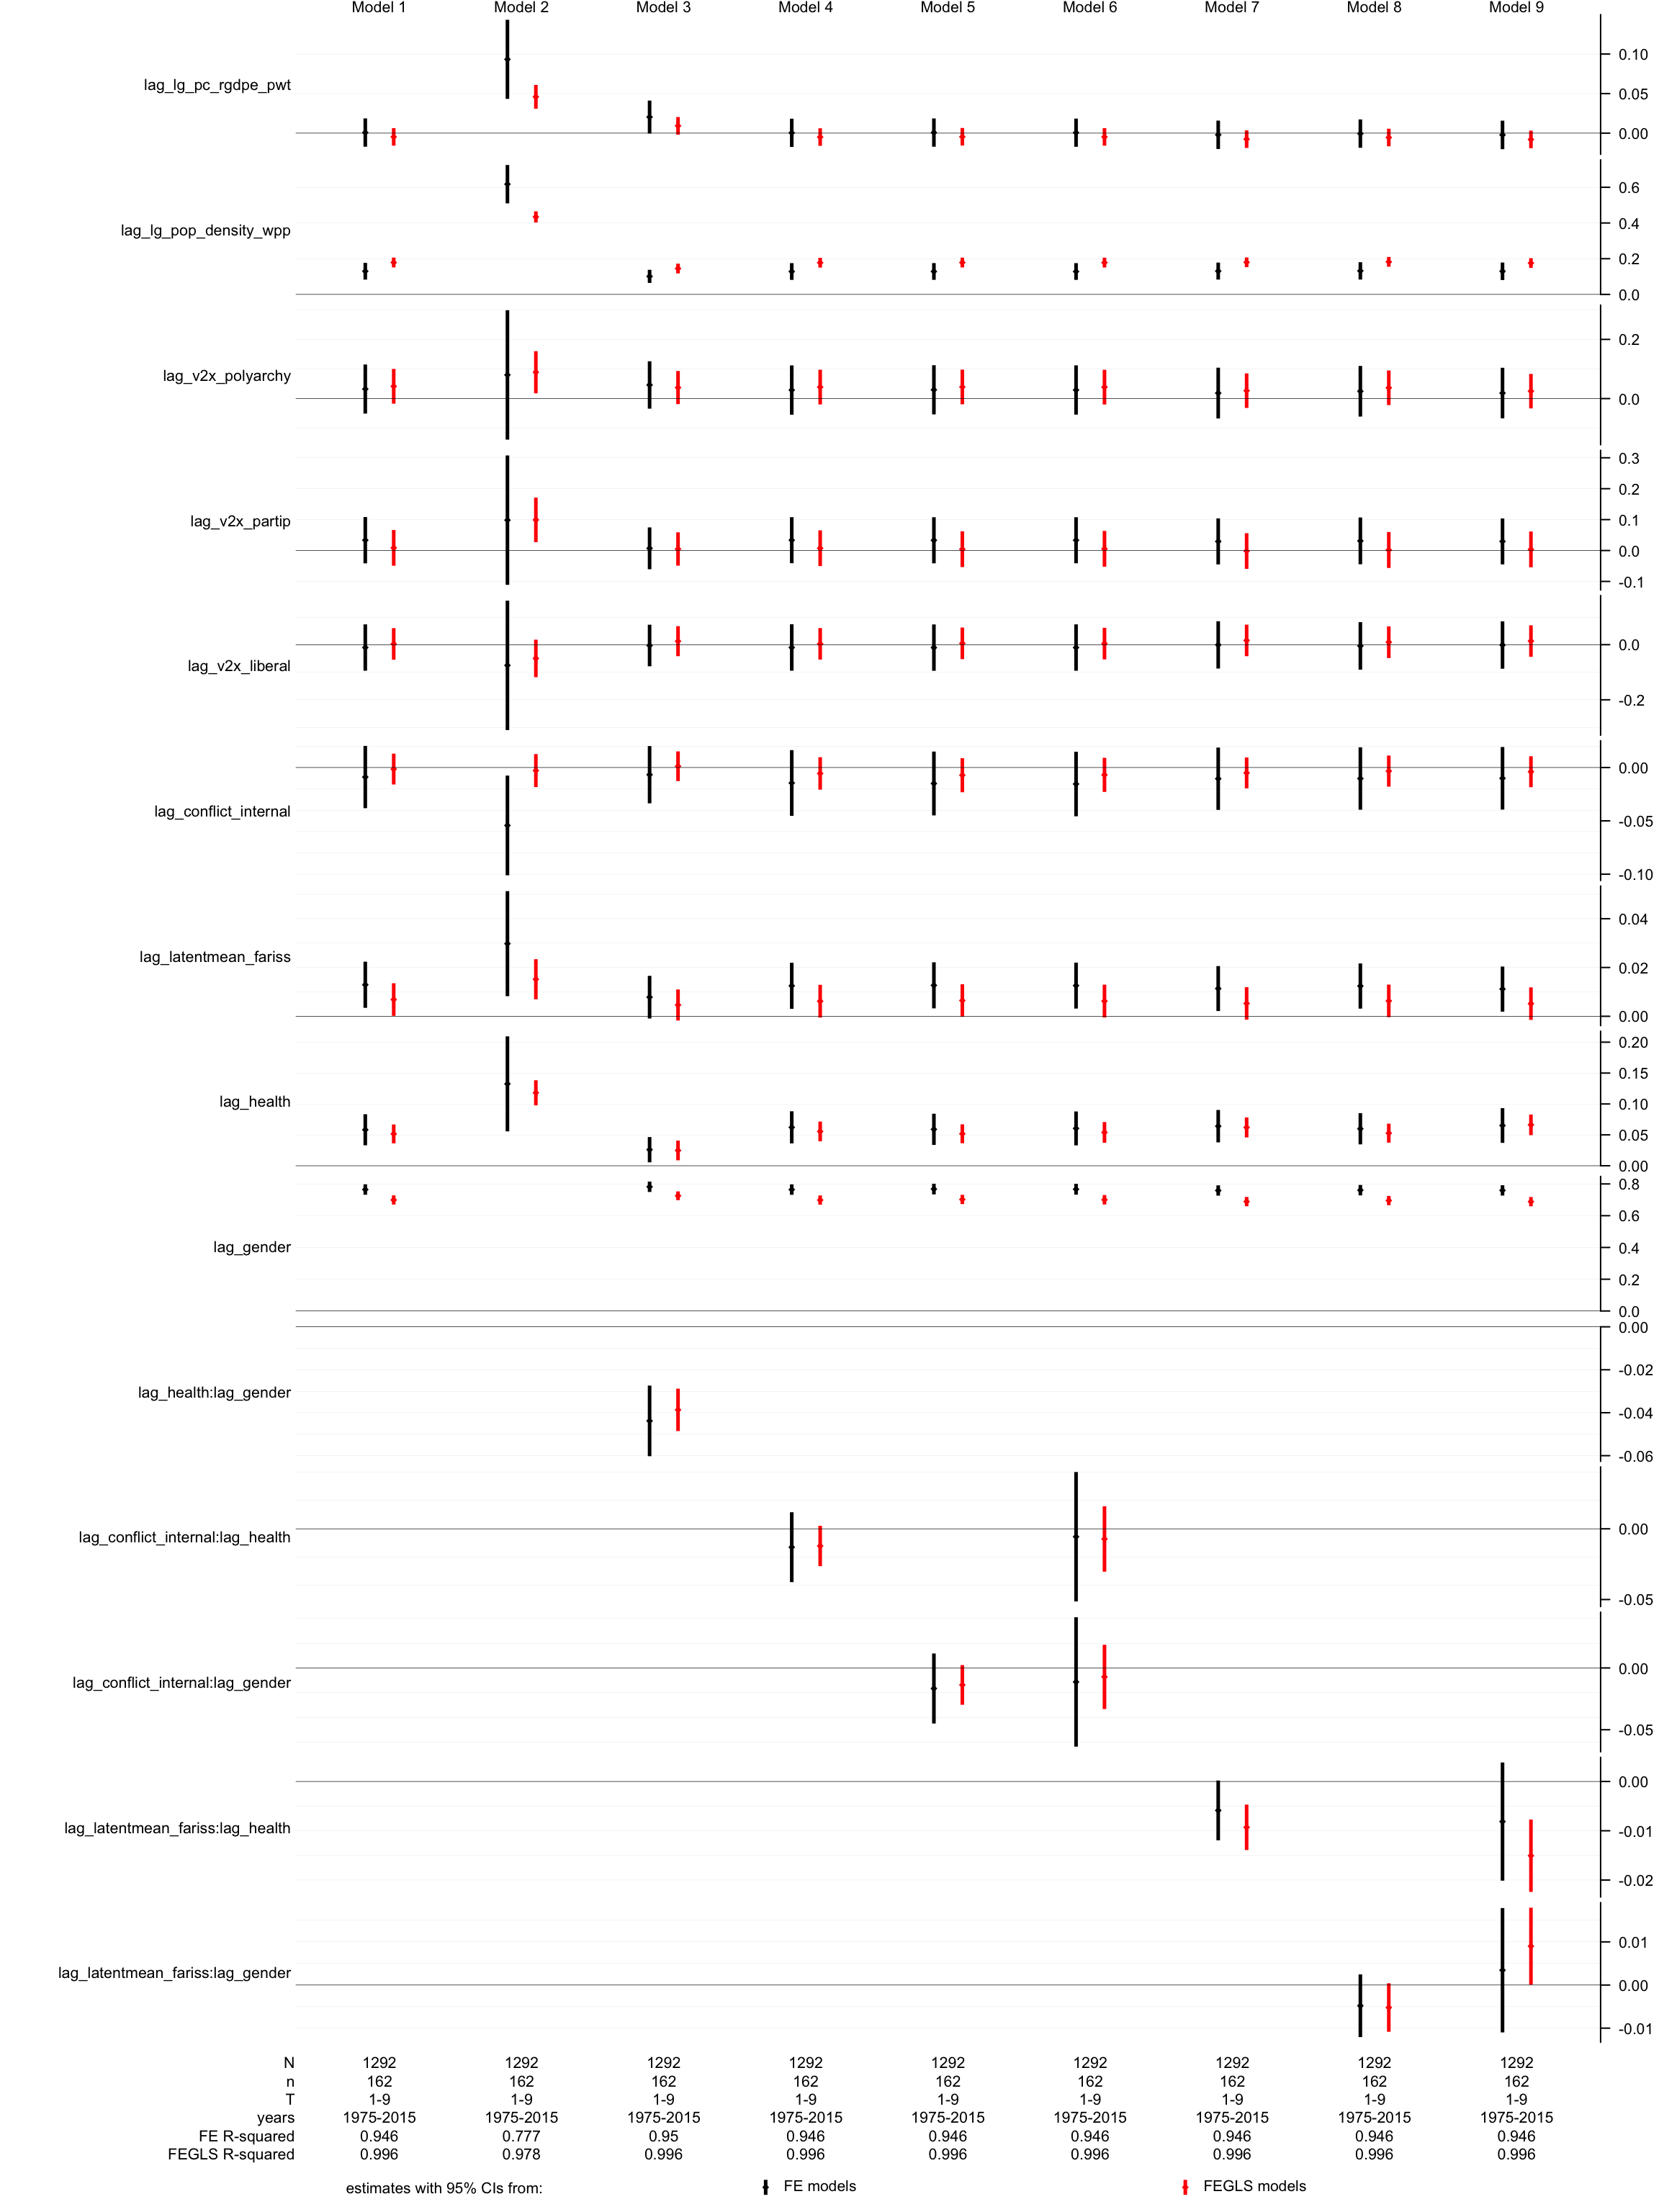 Model 1 Model 2 Model 3 Model 4 Model 5 Model 6 Model 7 Model 8 Model 9
lag_lg_pc_rgdpe_pwt
0.10
0.05
0.00
lag_lg_pop_density_wpp
0.6
0.4
0.2
0.0
lag_v2x_polyarchy
0.2
0.0
lag_v2x_partip
0.3
0.2
0.1
0.0
-0.1
lag_v2x_liberal
0.0
-0.2
lag_conflict_internal
0.00
-0.05
-0.10
lag_latentmean_fariss
0.04
0.02
0.00
lag_health
0.20
0.15
0.10
0.05
0.00
lag_gender
0.8
0.6
0.4
0.2
0.0
lag_health:lag_gender
0.00
-0.02
-0.04
-0.06
lag_conflict_internal:lag_health
0.00
-0.05
lag_conflict_internal:lag_gender
0.00
-0.05
lag_latentmean_fariss:lag_health
0.00
-0.01
-0.02
lag_latentmean_fariss:lag_gender
0.01
0.00
-0.01
N 1292 1292 1292 1292 1292 1292 1292 1292 1292
n 162 162 162 162 162 162 162 162 162
T 1-9 1-9 1-9 1-9 1-9 1-9 1-9 1-9 1-9
years 1975-2015 1975-2015 1975-2015 1975-2015 1975-2015 1975-2015 1975-2015 1975-2015 1975-2015
FE R-squared 0.946 0.777 0.95 0.946 0.946 0.946 0.946 0.946 0.946
FEGLS R-squared 0.996 0.978 0.996 0.996 0.996 0.996 0.996 0.996 0.996
estimates with 95% CIs from: FE models FEGLS models